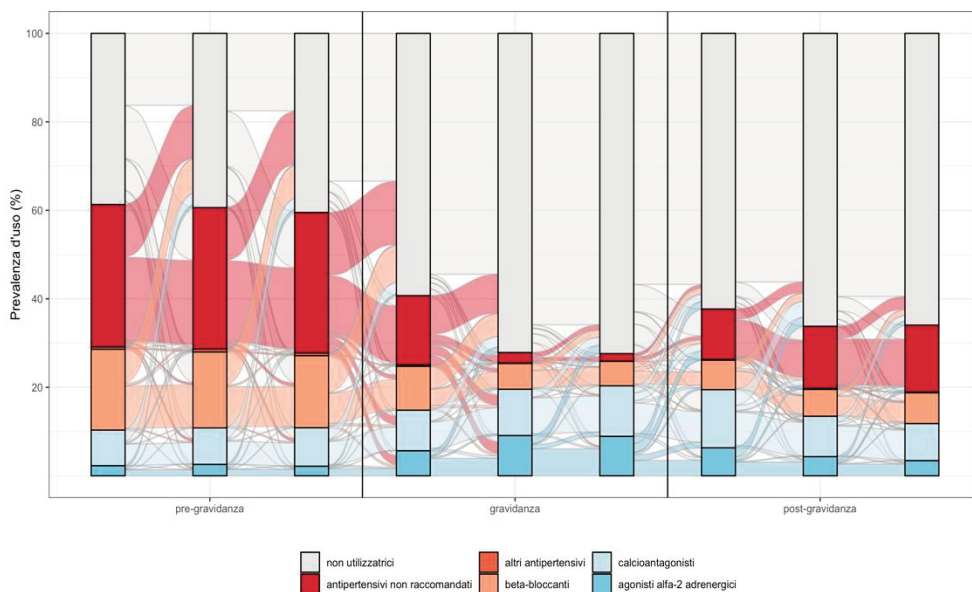 Prevalenza d'uso (%)
100
80
60
40
20
pre-gravidanza
gravidanza
post-gravidanza
non utilizzatrici
altri antipertensivi
calcioantagonisti
antipertensivi non raccomandati
beta-bloccanti
agonisti alfa-2 adrenergici